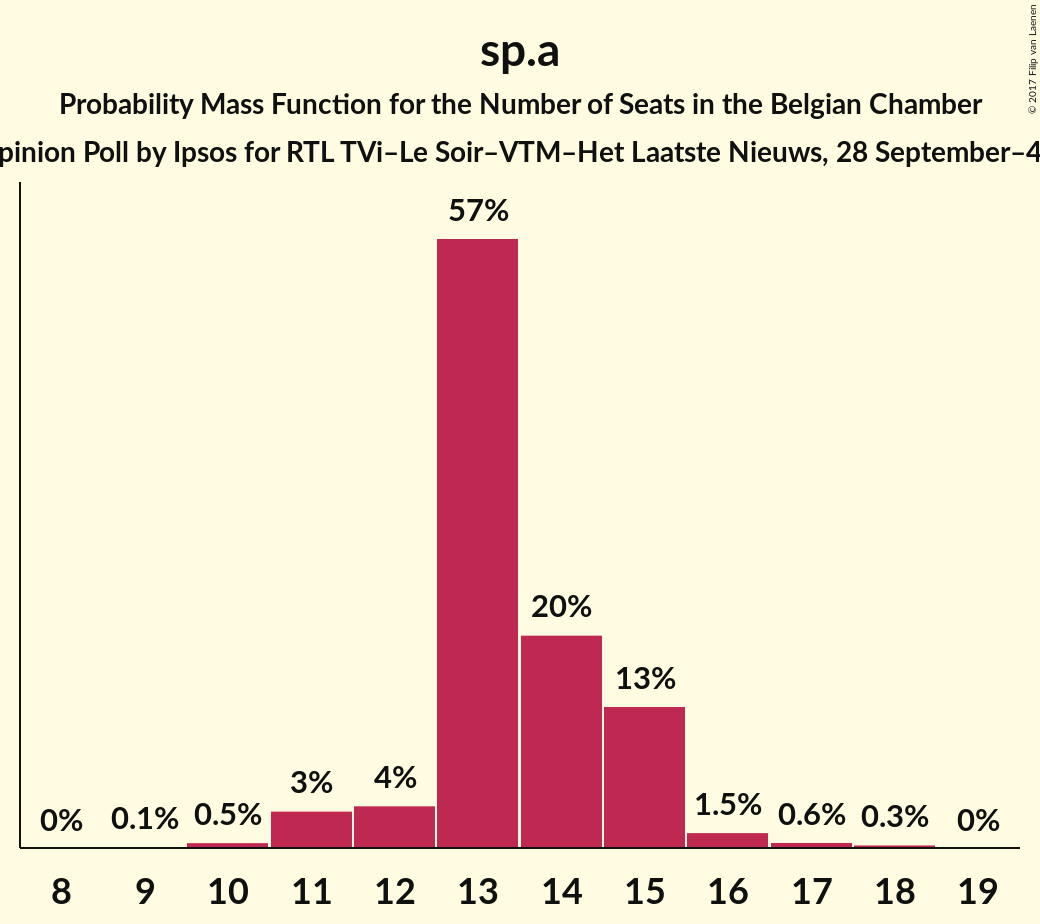 sp.a
Probability Mass Function for the Number of Seats in the Belgian Chamber
pinion Poll by Ipsos for RTL TVi–Le Soir–VTM–Het Laatste Nieuws, 28 September–4
© 2017 Filip van Laenen
57%
20%
13%
3%
4%
0%
0.1%
0.5%
1.5%
0.6%
0.3%
0%
8 9 10 11 12 13 14 15 16 17 18 19